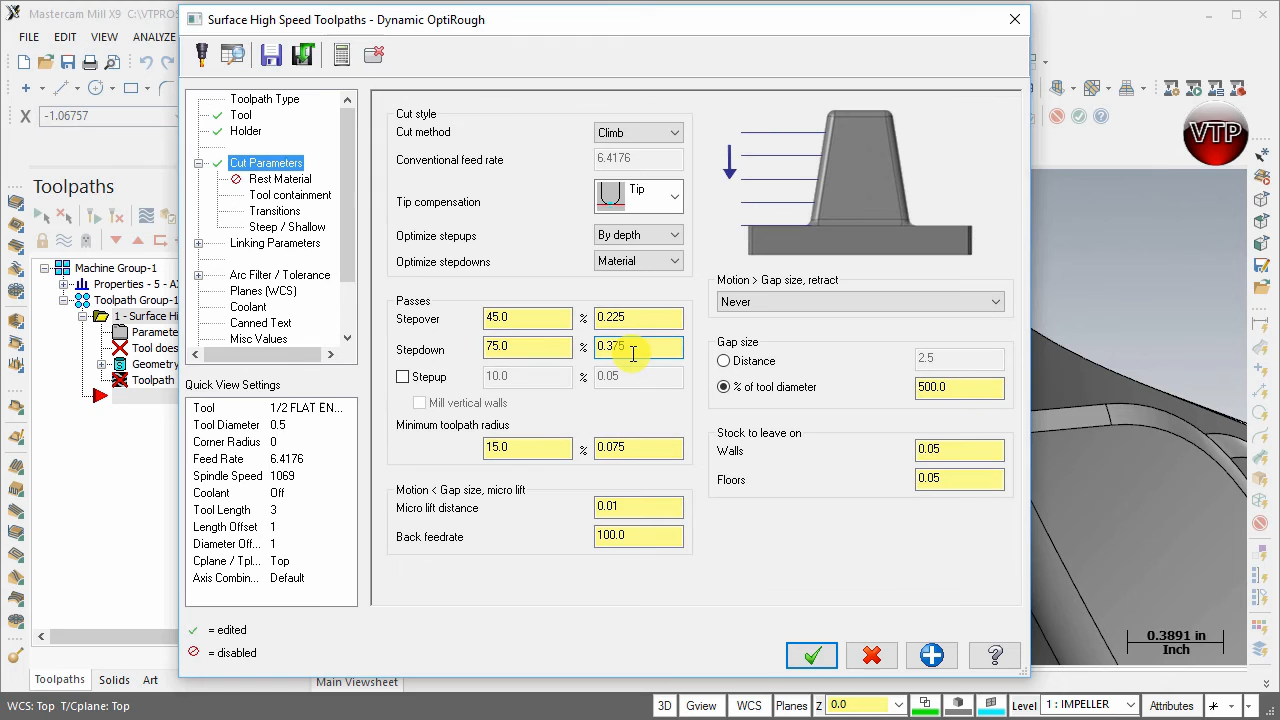 Mastercam Mill X9 C:\VTPRO
Surface High Speed Toolpaths - Dynamic OptiRough
FILE EDIT VIEW ANALYZE
X -1.06757
Toolpaths
Machine Group-1
Properties - 5 - A
Toolpath Group-1
1 - Surface Hi
Paramete
Tool does
Geometry
Toolpath
Toolpath Type
Tool
Holder
Cut Parameters
Rest Material
Tool containment
Transitions
Steep / Shallow
Linking Parameters
Arc Filter / Tolerance
Planes (WCS)
Coolant
Canned Text
Misc Values
Quick View Settings
Tool 1/2 FLAT EN...
Tool Diameter 0.5
Corner Radius 0
Feed Rate 6.4176
Spindle Speed 1069
Coolant Off
Tool Length 3
Length Offset 1
Diameter Off... 1
Cplane / Tpl... Top
Axis Combin... Default
= edited
= disabled
Cut style
Cut method Climb
Conventional feed rate 6.4176
Tip compensation Tip
Optimize stepups By depth
Optimize stepdowns Material
Passes
Stepover 45.0 % 0.225
Stepdown 75.0 % 0.375
Stepup 10.0 % 0.05
Mill vertical walls
Minimum toolpath radius
15.0 % 0.075
Motion < Gap size, micro lift
Micro lift distance 0.01
Back feedrate 100.0
Motion > Gap size, retract
Never
Gap size
Distance 2.5
% of tool diameter 500.0
Stock to leave on
Walls 0.05
Floors 0.05
VTP
0.3891 in
Inch
Toolpaths Solids Art
Main Viewsheet
WCS: Top T/Cplane: Top
3D Gview WCS Planes Z 0.0 Level 1 : IMPELLER Attributes